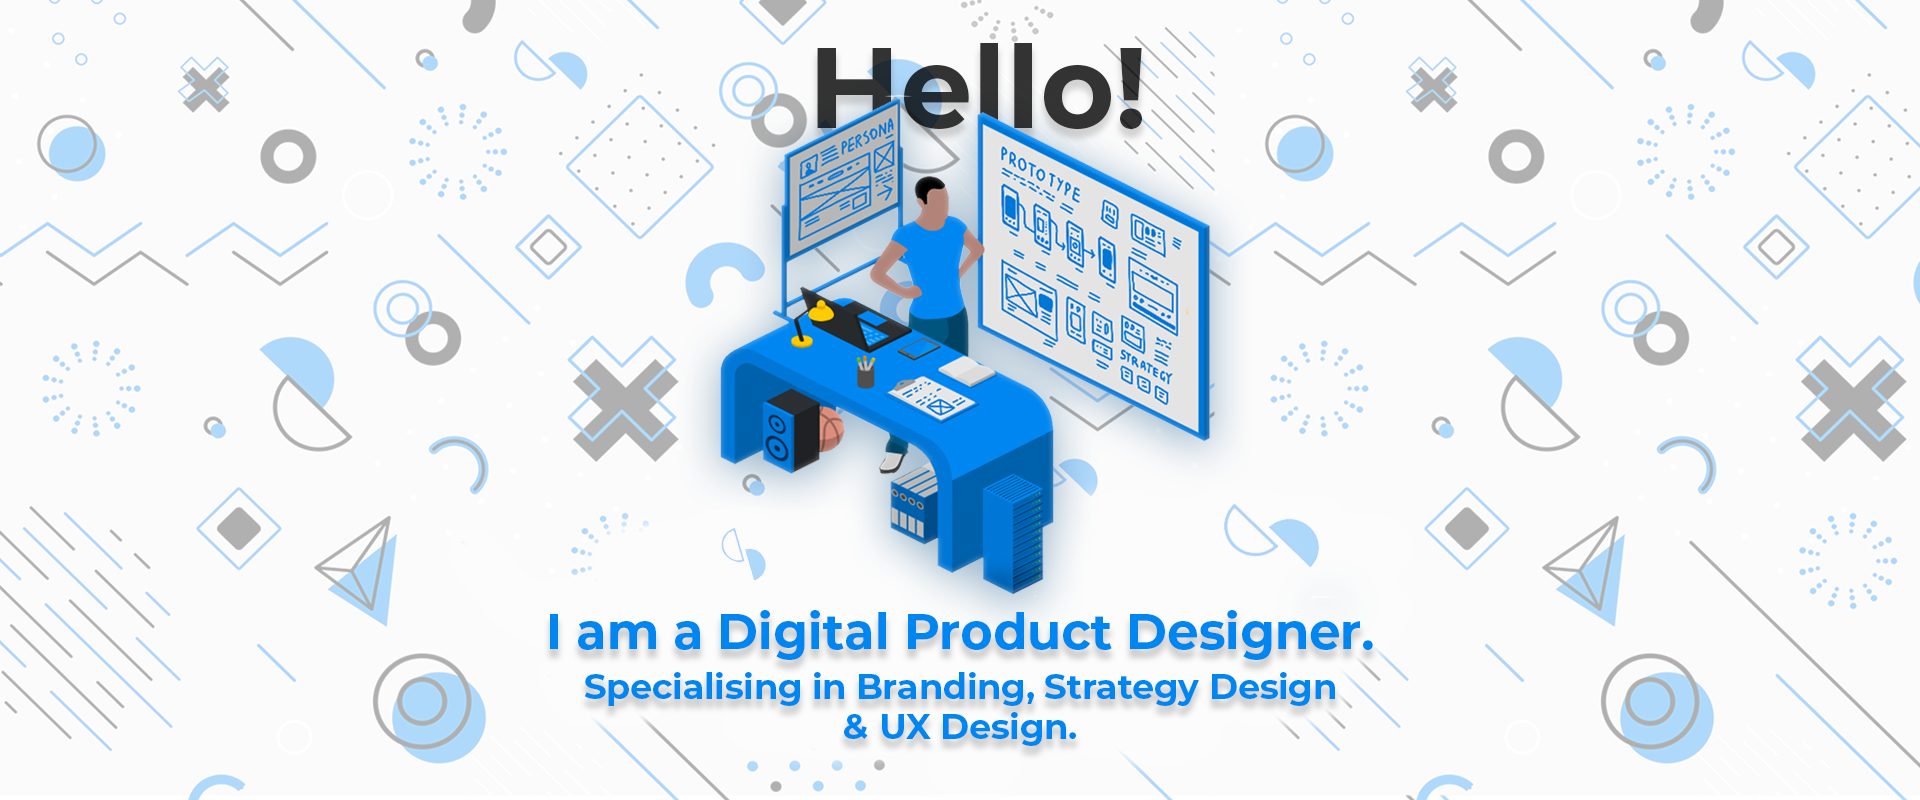 Hello!
PERSONA
PROTOTYPE
STRATEGY
I am a Digital Product Designer.
Specialising in Branding, Strategy Design
& UX Design.